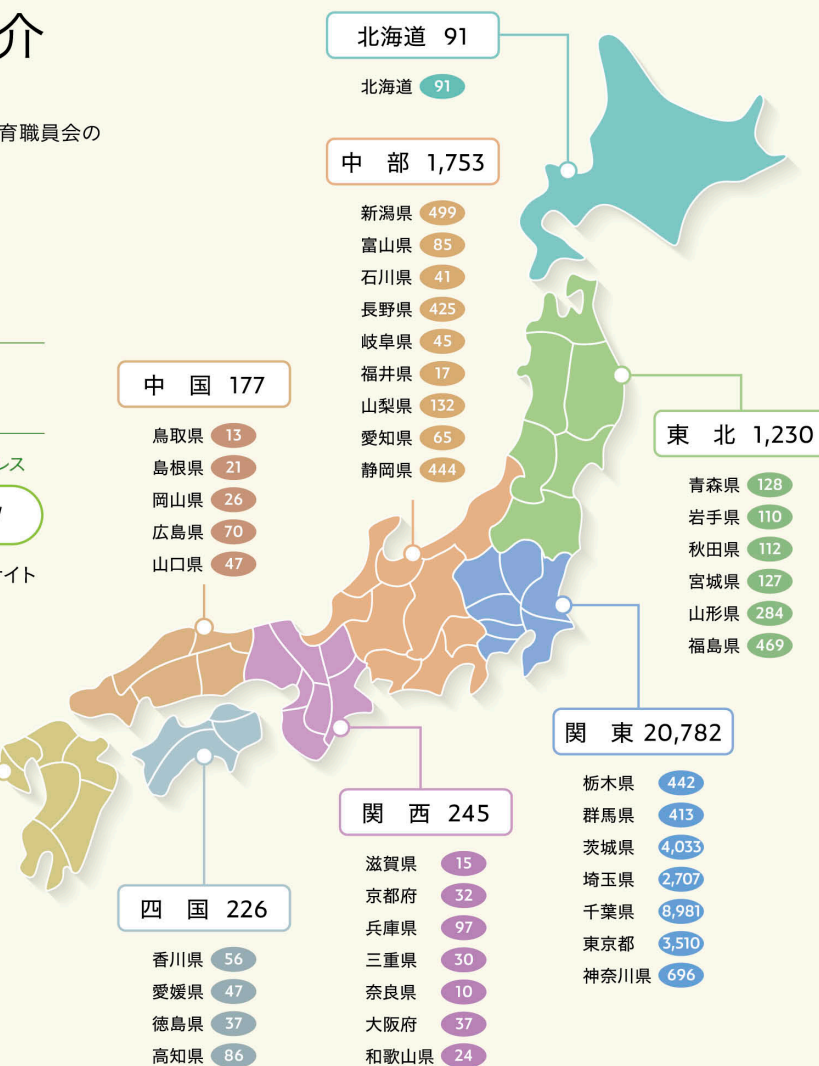 介
育職員会の
レス
サイト
北海道 91
北海道 91
中 部 1,753
新潟県 499
富山県 85
石川県 41
長野県 425
岐阜県 45
福井県 17
山梨県 132
愛知県 65
静岡県 444
中 国 177
鳥取県 13
島根県 21
岡山県 26
広島県 70
山口県 47
東 北 1,230
青森県 128
岩手県 110
秋田県 112
宮城県 127
山形県 284
福島県 469
関 東 20,782
栃木県 442
群馬県 413
茨城県 4,033
埼玉県 2,707
千葉県 8,981
東京都 3,510
神奈川県 696
関 西 245
滋賀県 15
京都府 32
兵庫県 97
三重県 30
奈良県 10
大阪府 37
和歌山県 24
四 国 226
香川県 56
愛媛県 47
徳島県 37
高知県 86